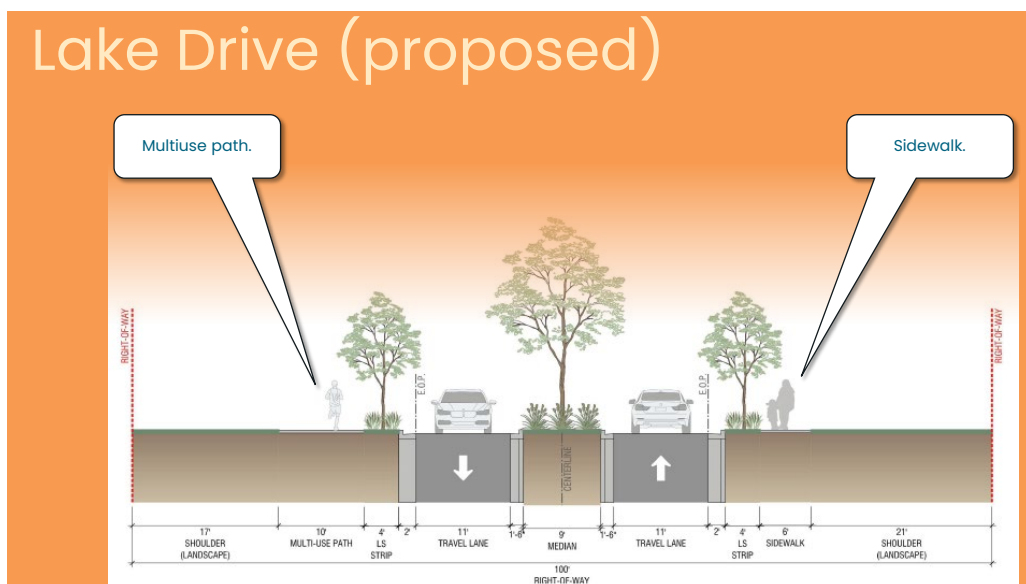 Lake Drive (proposed)
Multiuse path.
Sidewalk.
RIGHT-OF-WAY
E.O.P.
CENTERLINE
E.O.P.
RIGHT-OF-WAY
17'
SHOULDER
(LANDSCAPE)
10'
MULTI-USE PATH
4'
LS
STRIP
2'
11'
TRAVEL LANE
1'-6"
9'
MEDIAN
1'-6"
11'
TRAVEL LANE
2'
4'
LS
STRIP
6'
SIDEWALK
21'
SHOULDER
(LANDSCAPE)
100'
RIGHT-OF-WAY